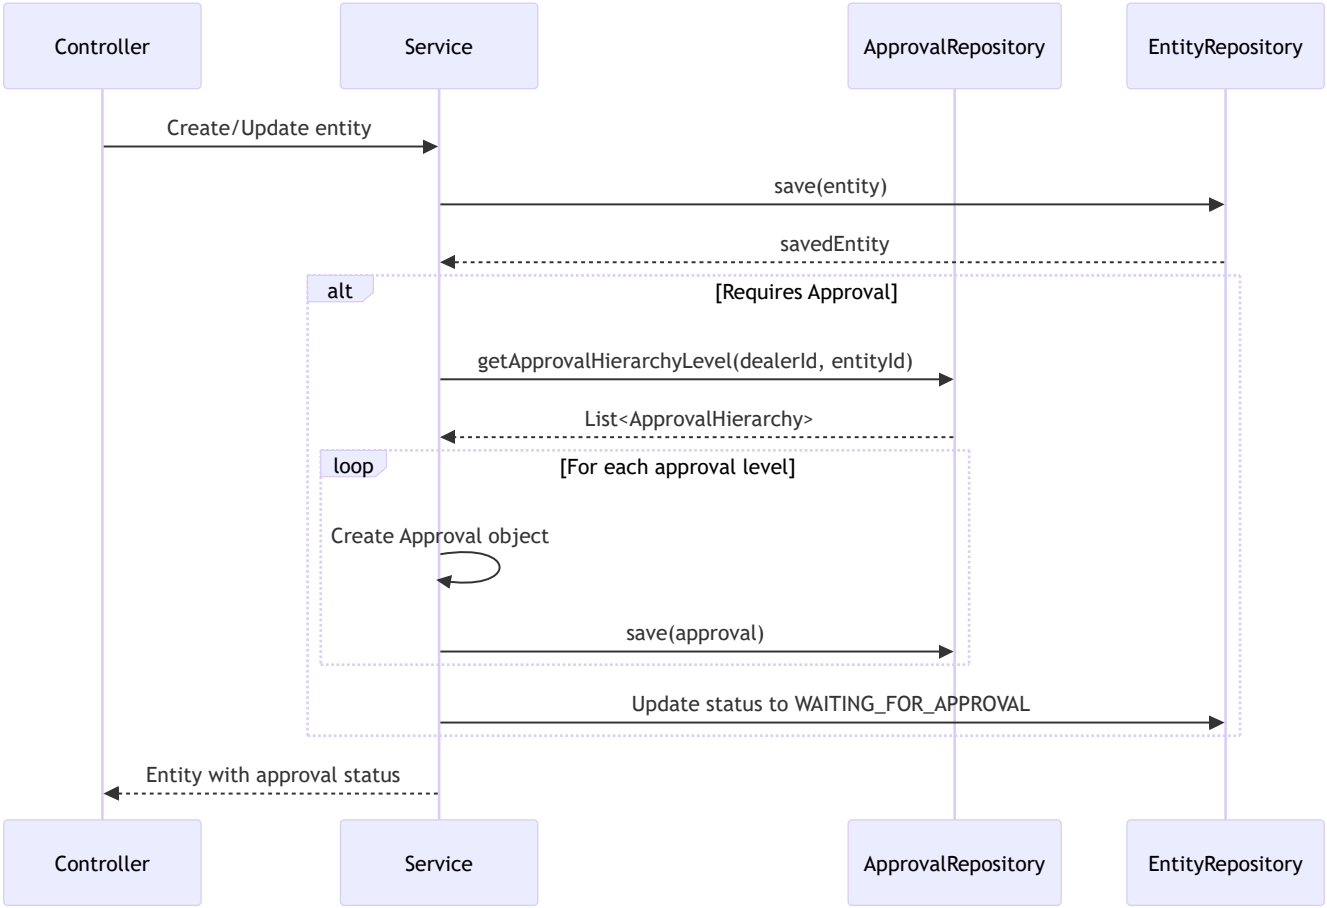 Controller
Service
ApprovalRepository
EntityRepository
Create/Update entity
save(entity)
savedEntity
alt
[Requires Approval]
getApprovalHierarchyLevel(dealerId, entityId)
List<ApprovalHierarchy>
loop
[For each approval level]
Create Approval object
save(approval)
Update status to WAITING_FOR_APPROVAL
Entity with approval status
Controller
Service
ApprovalRepository
EntityRepository